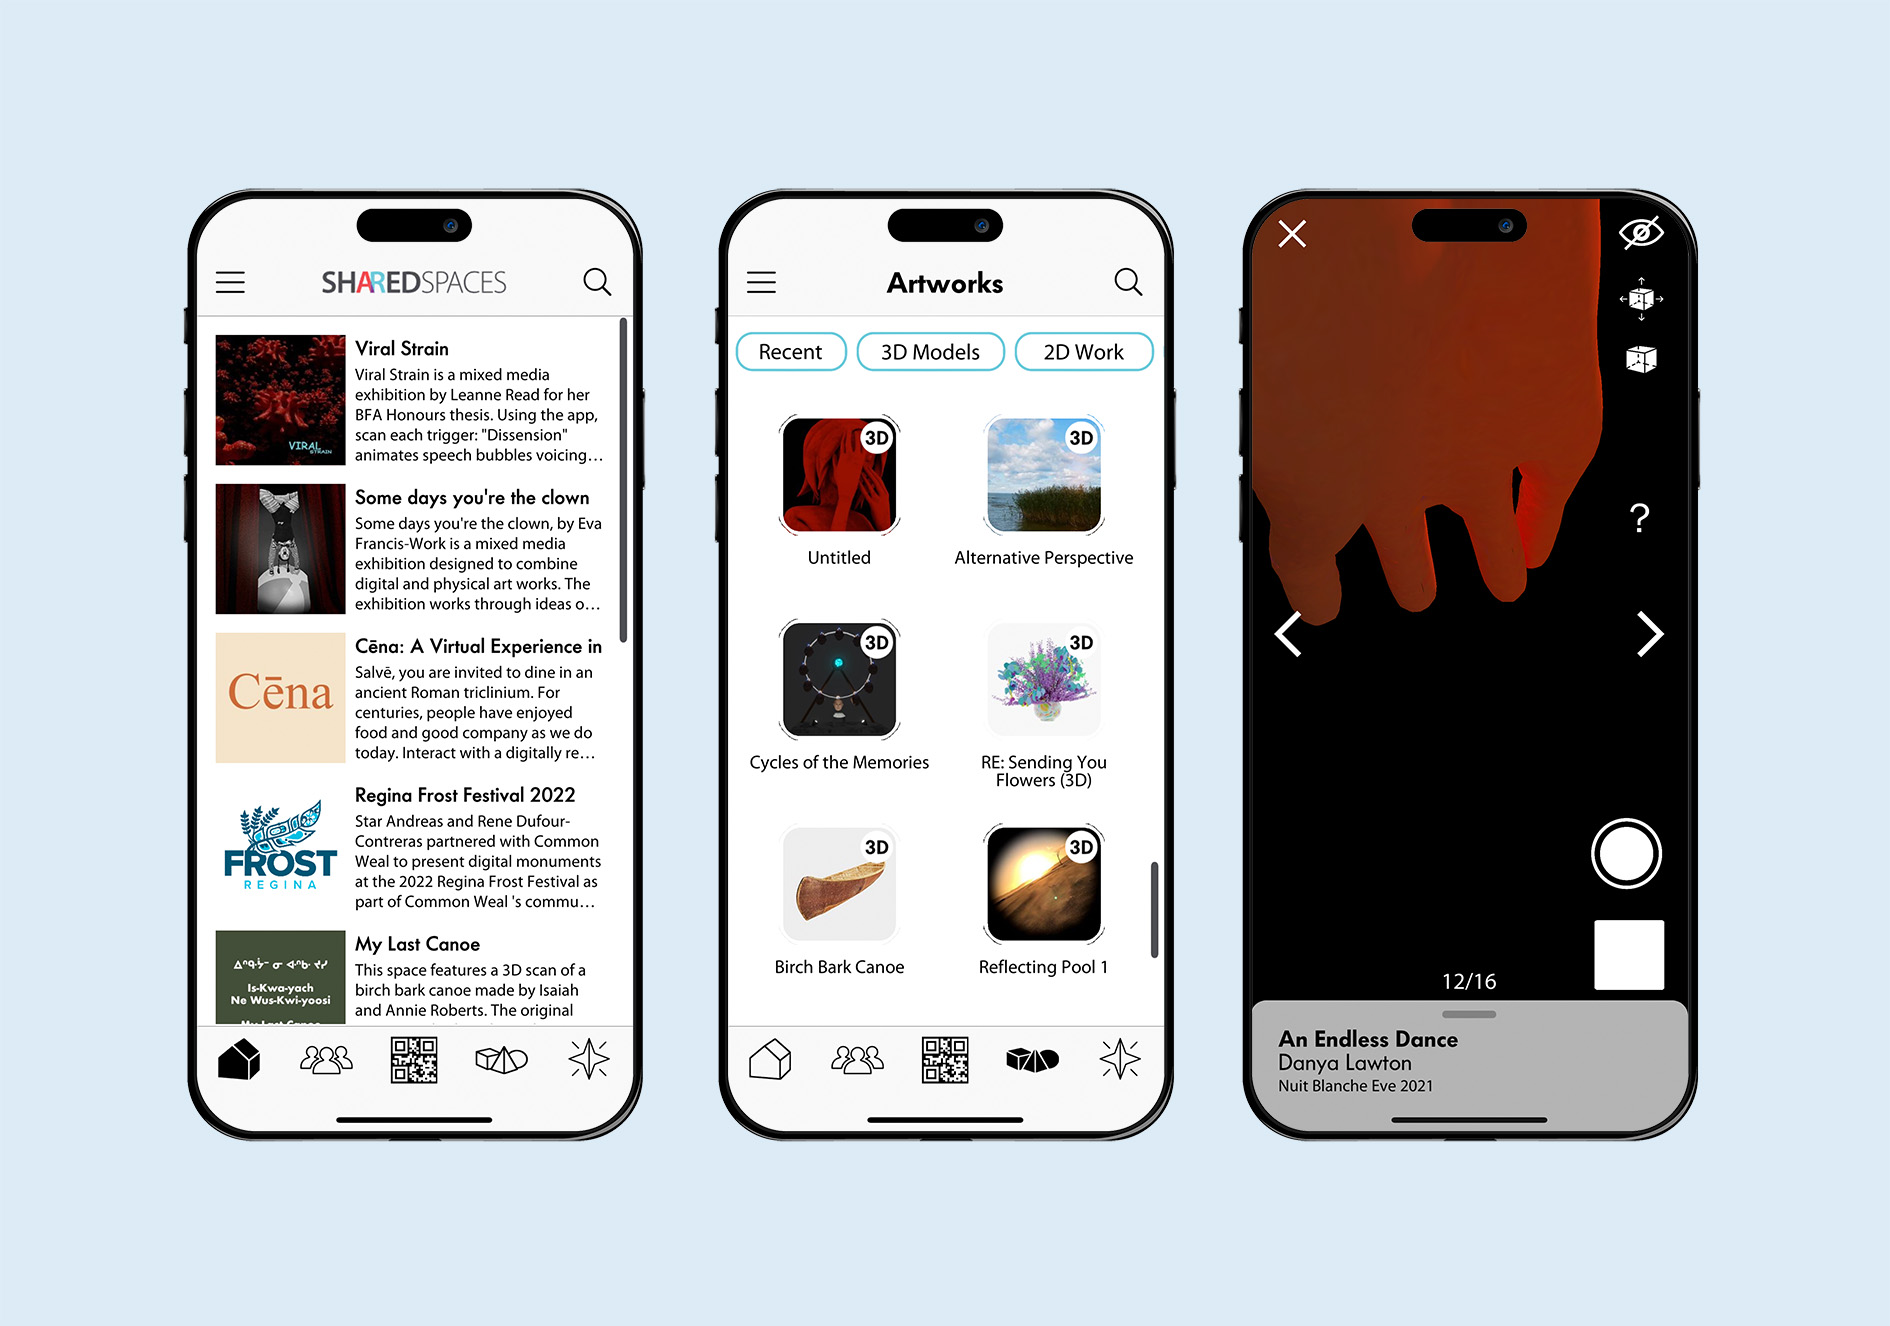 SHAREDSPACES
Viral Strain
Viral Strain is a mixed media
exhibition by Leanne Read for her
BFA Honours thesis. Using the app,
scan each trigger: "Dissension"
animates speech bubbles voicing...
VIRAL
STRAIN
Some days you're the clown
Some days you're the clown, by Eva
Francis-Work is a mixed media
exhibition designed to combine
digital and physical art works. The
exhibition works through ideas o...
Cēna
Cēna: A Virtual Experience in
Salvē, you are invited to dine in an
ancient Roman triclinium. For
centuries, people have enjoyed
food and good company as we do
today. Interact with a digitally re...
FROST
REGINA
Regina Frost Festival 2022
Star Andreas and Rene Dufour-
Contreras partnered with Common
Weal to present digital monuments
at the 2022 Regina Frost Festival as
part of Common Weal 's commu...
Is-Kwa-yach
Ne Wus-Kwi-yoosi
My Last Canoe
My Last Canoe
This space features a 3D scan of a
birch bark canoe made by Isaiah
and Annie Roberts. The original
Artworks
Recent
3D Models
2D Work
3D
Untitled
3D
Alternative Perspective
3D
Cycles of the Memories
3D
RE: Sending You
Flowers (3D)
3D
Birch Bark Canoe
3D
Reflecting Pool 1
?
12/16
An Endless Dance
Danya Lawton
Nuit Blanche Eve 2021